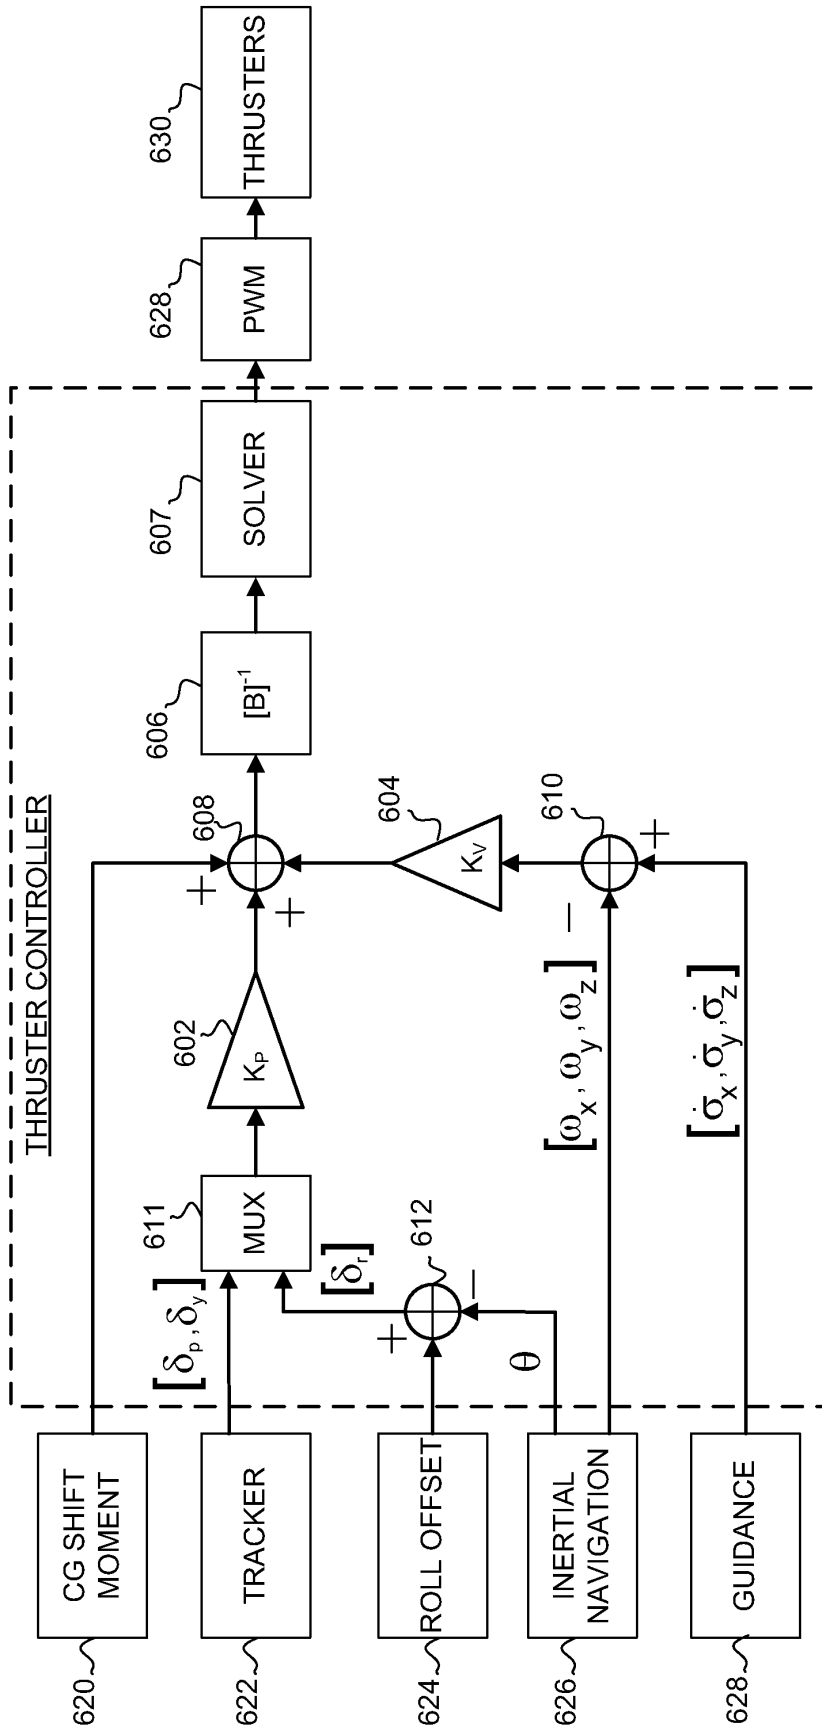 THRUSTER CONTROLLER
620
CG SHIFT
MOMENT
622
TRACKER
624
ROLL OFFSET
626
INERTIAL
NAVIGATION
628
GUIDANCE
[δp,δy]
611
MUX
[δr]
612
+
−
θ
602
KP
608
+
+
604
KV
610
−
+
[ωx,ωy,ωz]
[σ̇x,σ̇y,σ̇z]
606
[B]-1
607
SOLVER
628
PWM
630
THRUSTERS